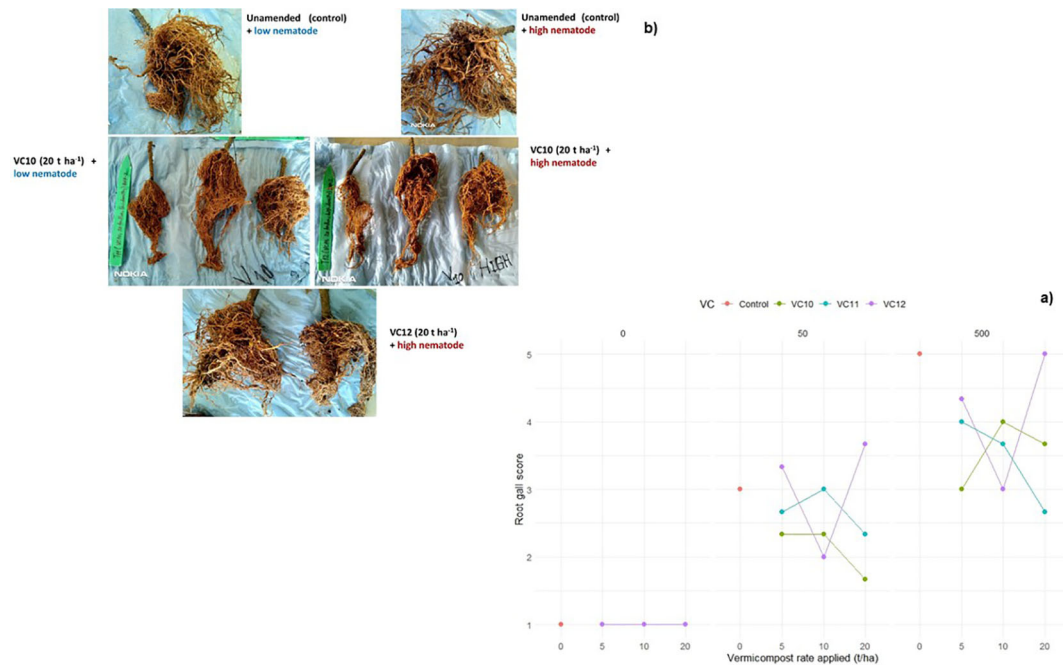 Unamended (control)
+ low nematode
Unamended (control)
+ high nematode
b)
VC10 (20 t ha-1) +
low nematode
VC10 (20 t ha-1) +
high nematode
NOKIA
NOKIA
NOKIA
V10
V10 HIGH
VC12 (20 t ha-1)
+ high nematode
a)
VC Control VC10 VC11 VC12
0 50 500
Root gall score
5
4
3
2
1
0 5 10 20 0 5 10 20 0 5 10 20
Vermicompost rate applied (t/ha)